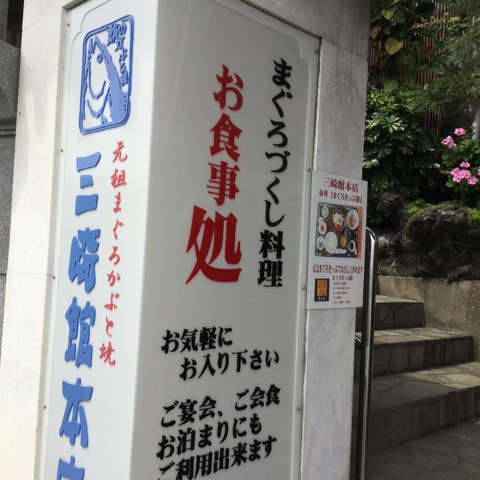 元祖まぐろかぶと焼
三崎館本店
まぐろづくし料理
お食事処
お気軽に
お入り下さい
ご宴会、ご会食
お泊まりにも
ご利用出来ます
三崎館本店